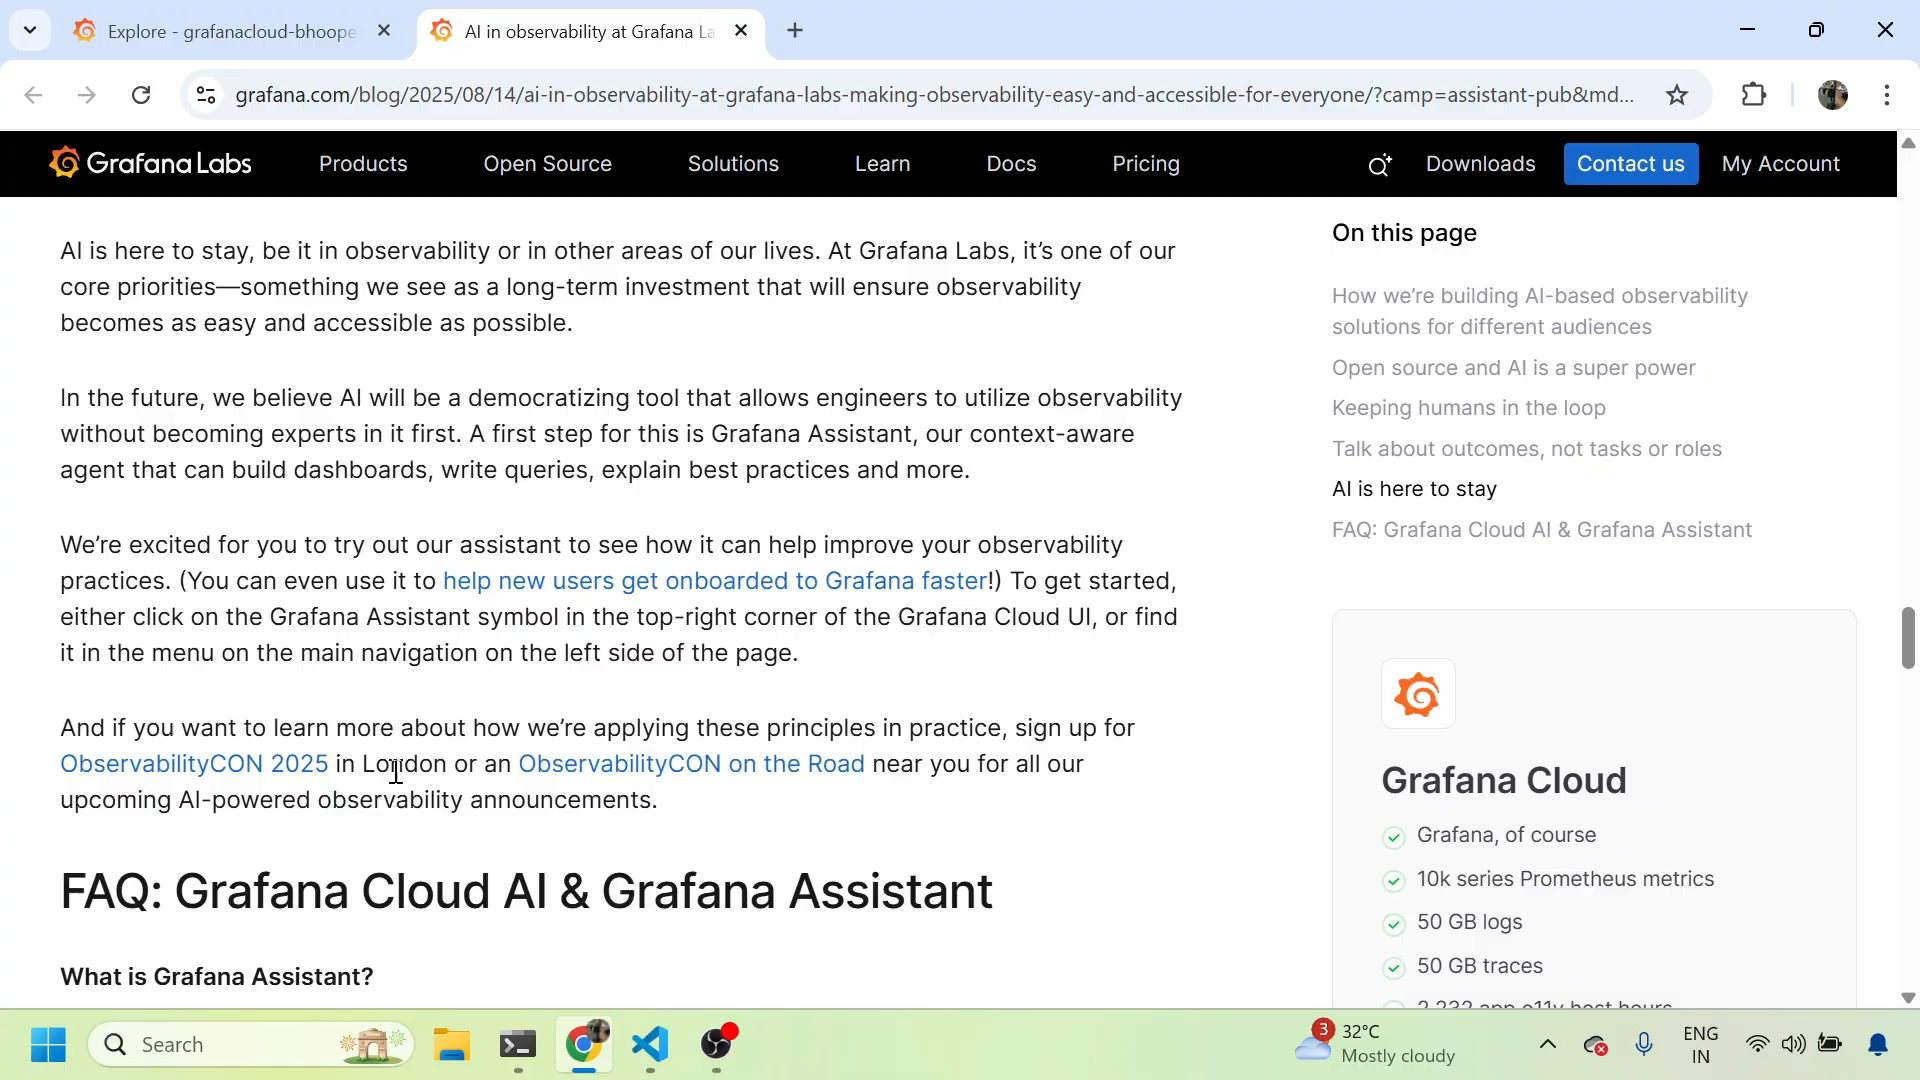 Explore - grafanacloud-bhoope
AI in observability at Grafana La
grafana.com/blog/2025/08/14/ai-in-observability-at-grafana-labs-making-observability-easy-and-accessible-for-everyone/?camp=assistant-pub&md...
Grafana Labs
Products
Open Source
Solutions
Learn
Docs
Pricing
Downloads
Contact us
My Account
AI is here to stay, be it in observability or in other areas of our lives. At Grafana Labs, it's one of our
core priorities—something we see as a long-term investment that will ensure observability
becomes as easy and accessible as possible.
In the future, we believe AI will be a democratizing tool that allows engineers to utilize observability
without becoming experts in it first. A first step for this is Grafana Assistant, our context-aware
agent that can build dashboards, write queries, explain best practices and more.
We're excited for you to try out our assistant to see how it can help improve your observability
practices. (You can even use it to help new users get onboarded to Grafana faster!) To get started,
either click on the Grafana Assistant symbol in the top-right corner of the Grafana Cloud UI, or find
it in the menu on the main navigation on the left side of the page.
And if you want to learn more about how we're applying these principles in practice, sign up for
ObservabilityCON 2025 in London or an ObservabilityCON on the Road near you for all our
upcoming AI-powered observability announcements.
FAQ: Grafana Cloud AI & Grafana Assistant
What is Grafana Assistant?
On this page
How we're building AI-based observability
solutions for different audiences
Open source and AI is a super power
Keeping humans in the loop
Talk about outcomes, not tasks or roles
AI is here to stay
FAQ: Grafana Cloud AI & Grafana Assistant
Grafana Cloud
Grafana, of course
10k series Prometheus metrics
50 GB logs
50 GB traces
2,232 app o11y host hours
Search
3
32°C
Mostly cloudy
ENG
IN